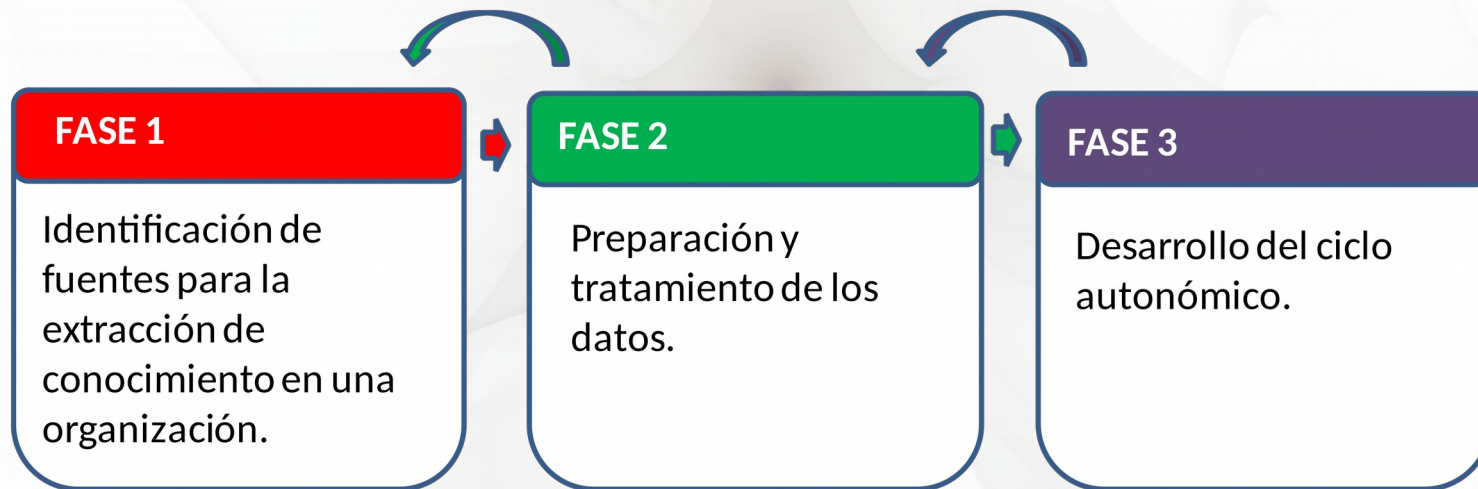 FASE 1
Identificación de
fuentes para la
extracción de
conocimiento en una
organización.
FASE 2
Preparación y
tratamiento de los
datos.
FASE 3
Desarrollo del ciclo
autonómico.